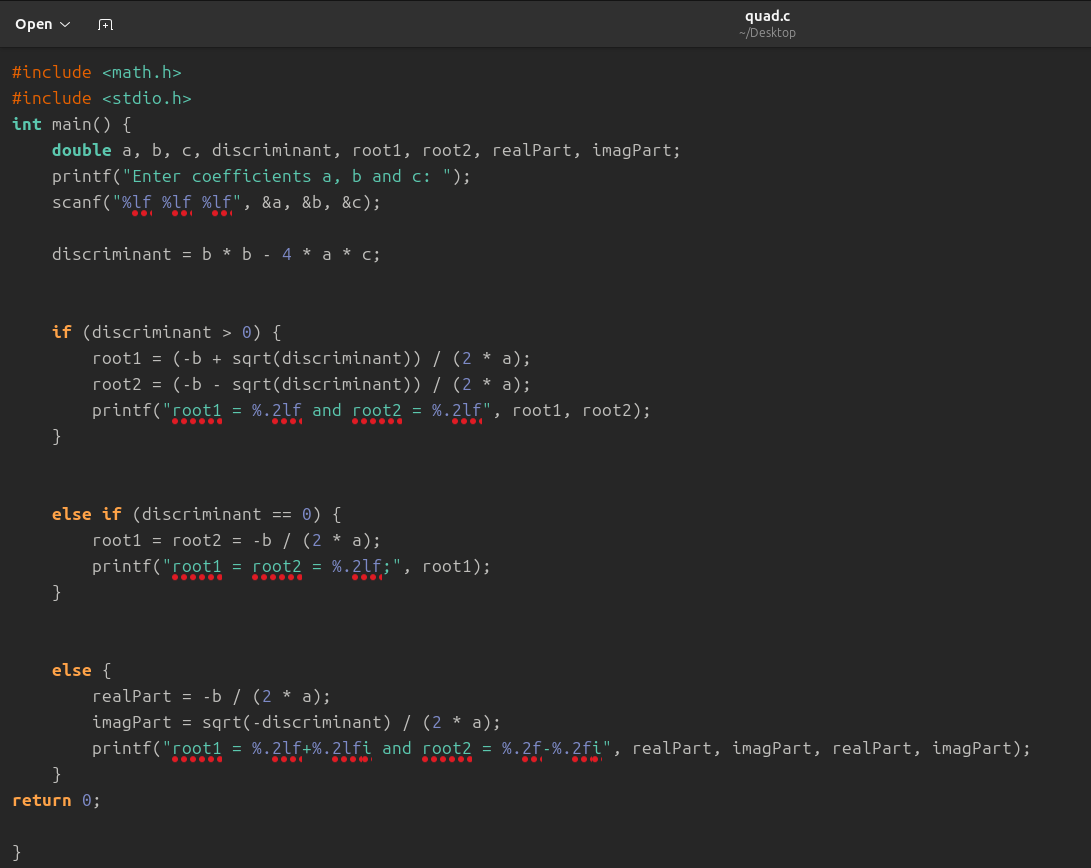 Open
quad.c
~/Desktop
#include <math.h>
#include <stdio.h>
int main() {
    double a, b, c, discriminant, root1, root2, realPart, imagPart;
    printf("Enter coefficients a, b and c: ");
    scanf("%lf %lf %lf", &a, &b, &c);

    discriminant = b * b - 4 * a * c;


    if (discriminant > 0) {
        root1 = (-b + sqrt(discriminant)) / (2 * a);
        root2 = (-b - sqrt(discriminant)) / (2 * a);
        printf("root1 = %.2lf and root2 = %.2lf", root1, root2);
    }


    else if (discriminant == 0) {
        root1 = root2 = -b / (2 * a);
        printf("root1 = root2 = %.2lf;", root1);
    }


    else {
        realPart = -b / (2 * a);
        imagPart = sqrt(-discriminant) / (2 * a);
        printf("root1 = %.2lf+%.2lfi and root2 = %.2f-%.2fi", realPart, imagPart, realPart, imagPart);
    }
return 0;

}